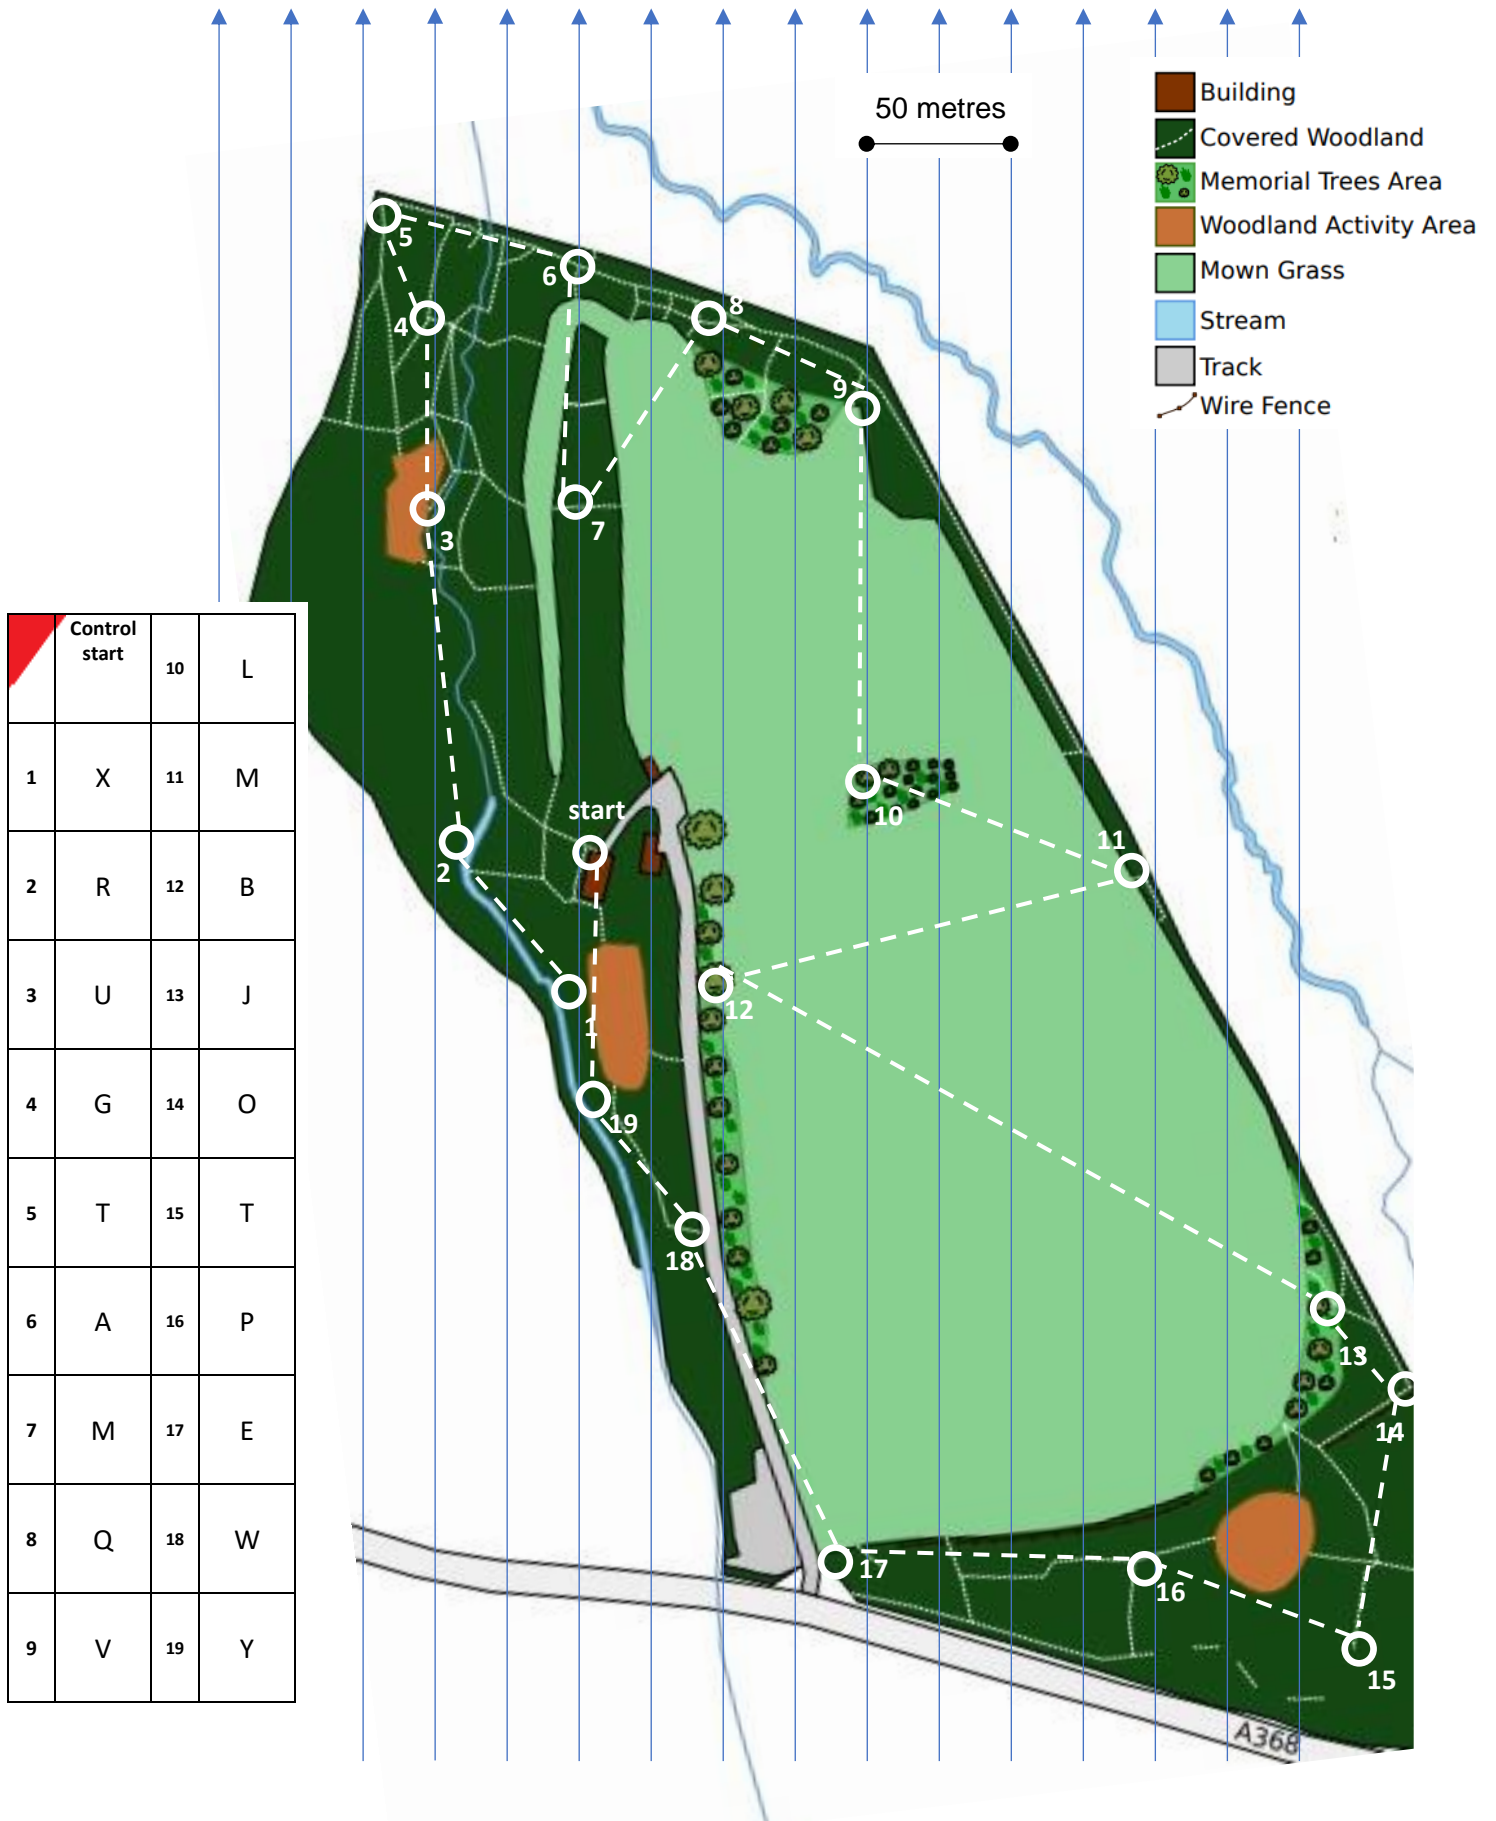 50 metres
Building
Covered Woodland
Memorial Trees Area
Woodland Activity Area
Mown Grass
Stream
Track
Wire Fence
5
6
8
4
9
7
3
start
10
11
2
12
1
19
18
13
14
17
16
15
A368
Control start 10 L
1 X 11 M
2 R 12 B
3 U 13 J
4 G 14 O
5 T 15 T
6 A 16 P
7 M 17 E
8 Q 18 W
9 V 19 Y